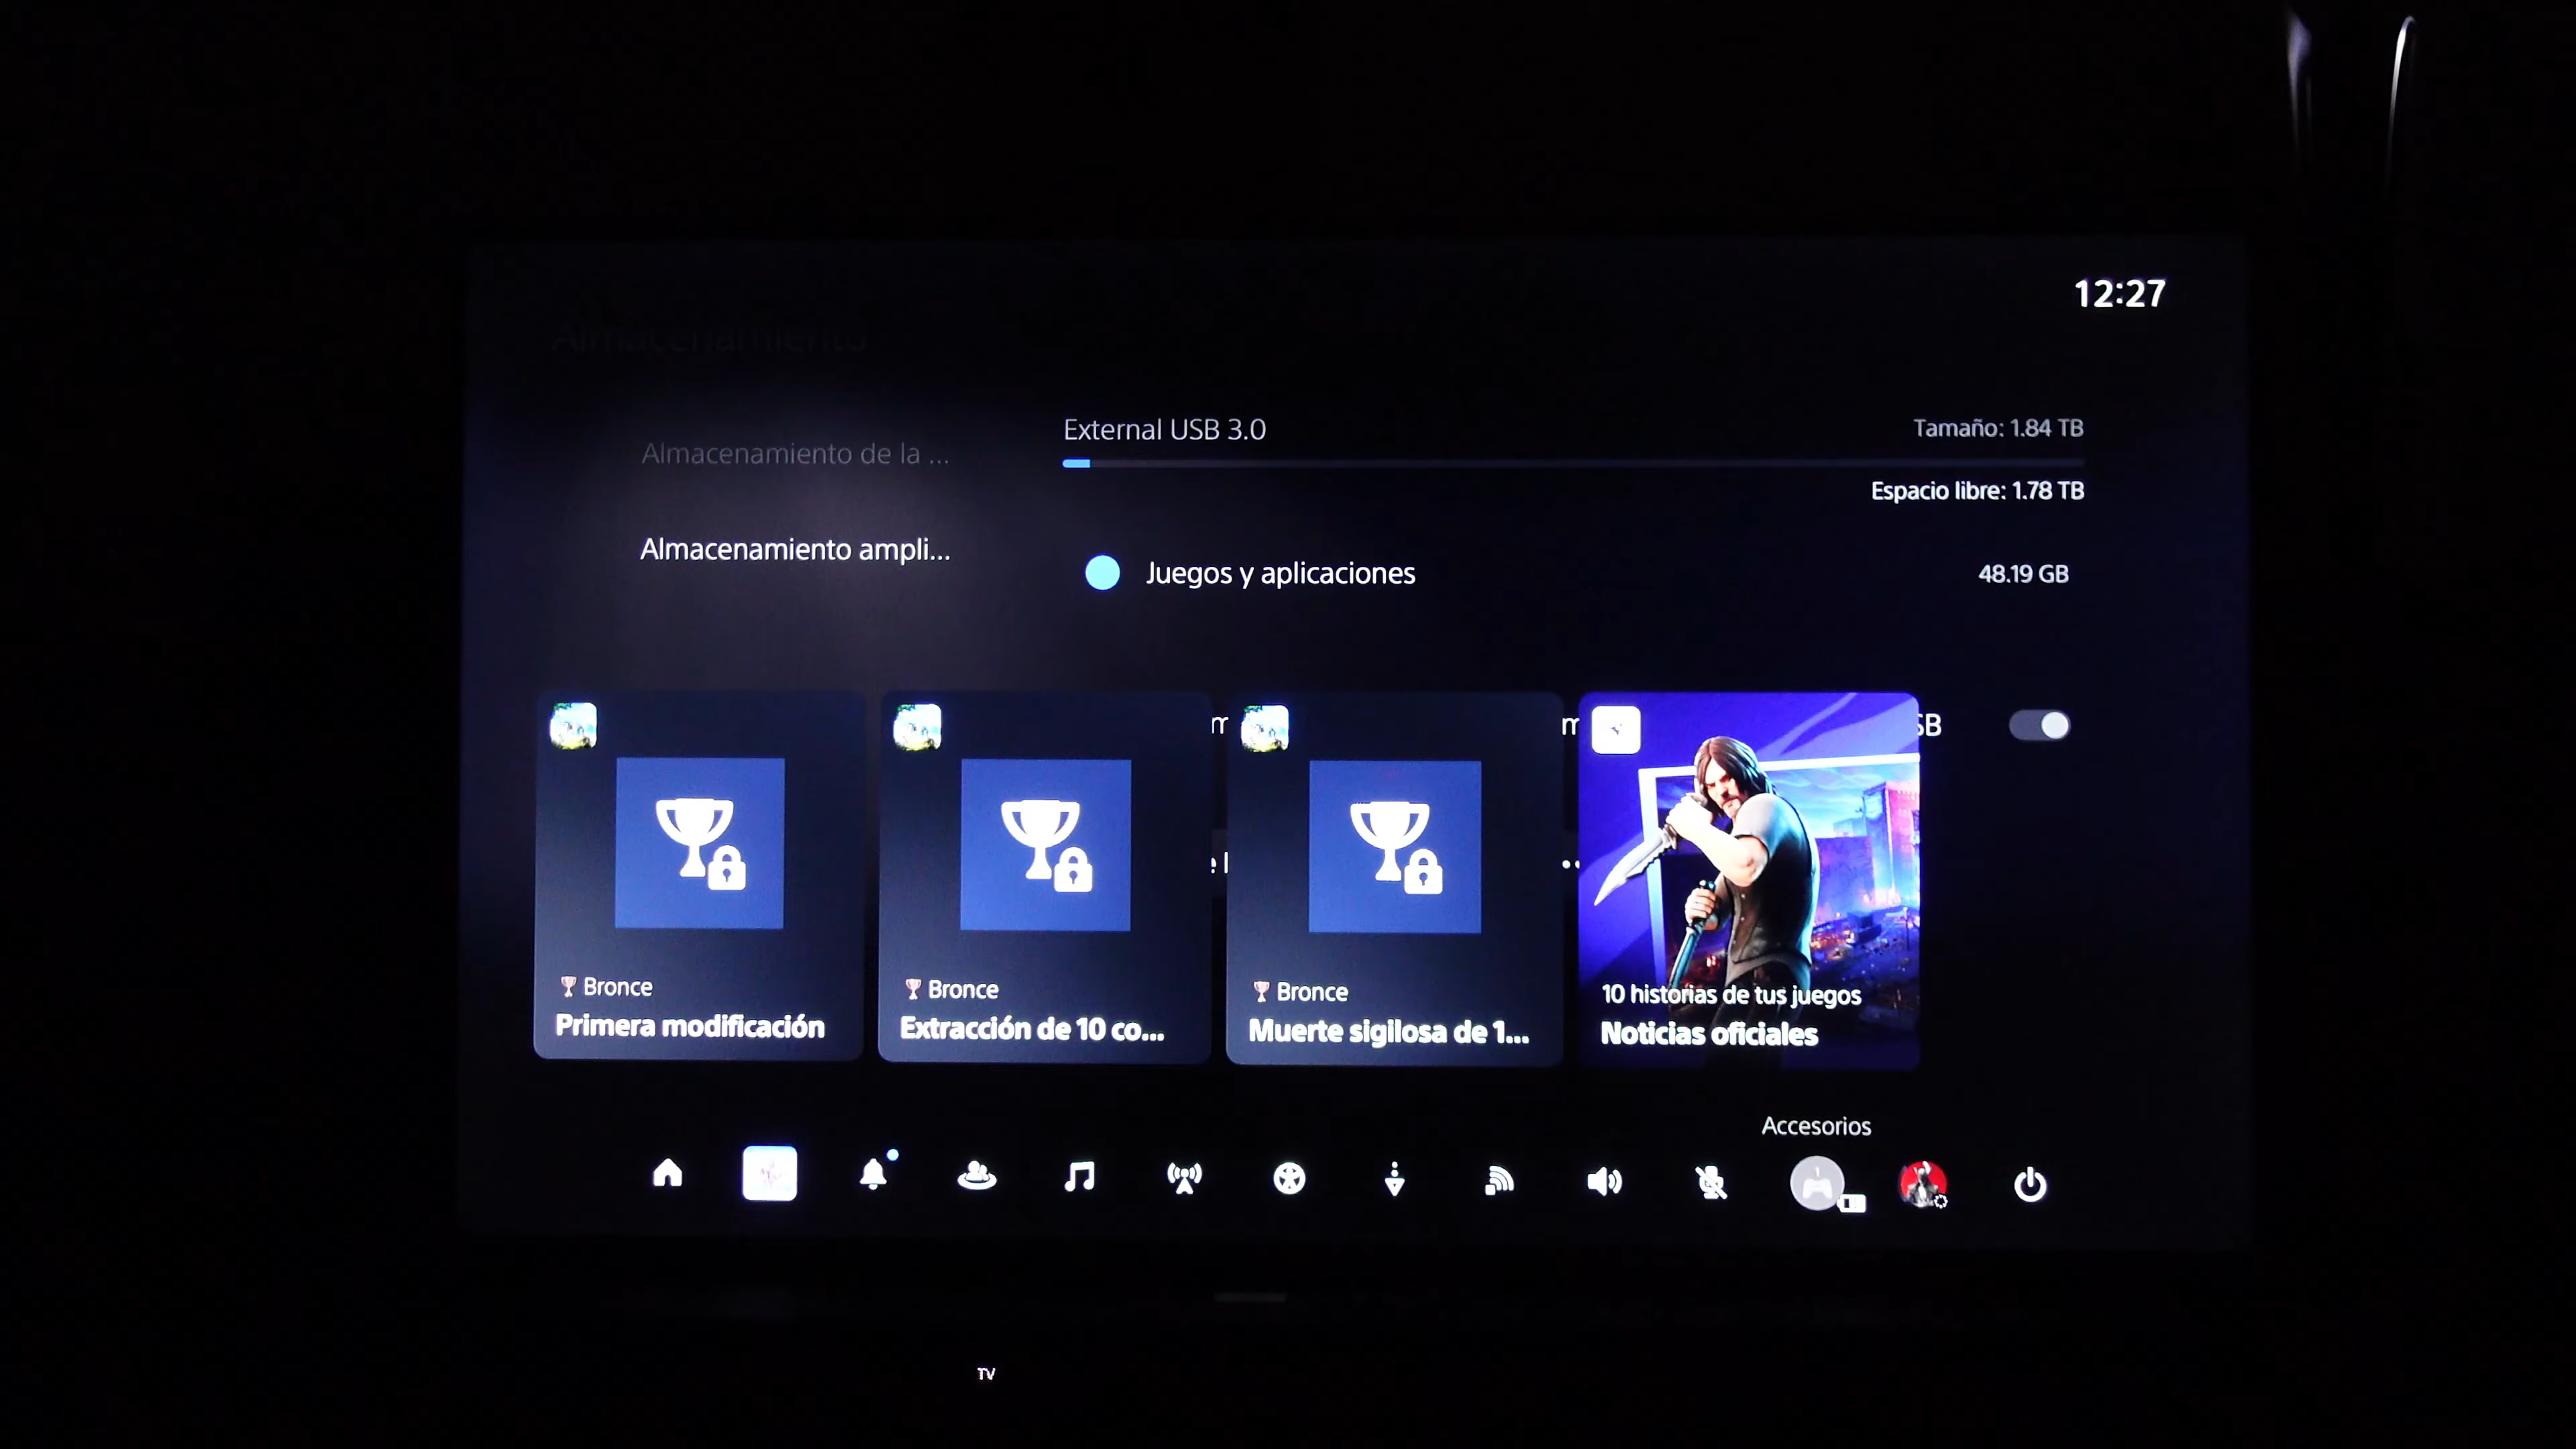 12:27
Almacenamiento
Almacenamiento de la ...
Almacenamiento ampli...
External USB 3.0
Tamaño: 1.84 TB
Espacio libre: 1.78 TB
Juegos y aplicaciones
48.19 GB
SB
Bronce
Primera modificación
Bronce
Extracción de 10 co...
Bronce
Muerte sigilosa de 1...
10 historias de tus juegos
Noticias oficiales
Accesorios
TV